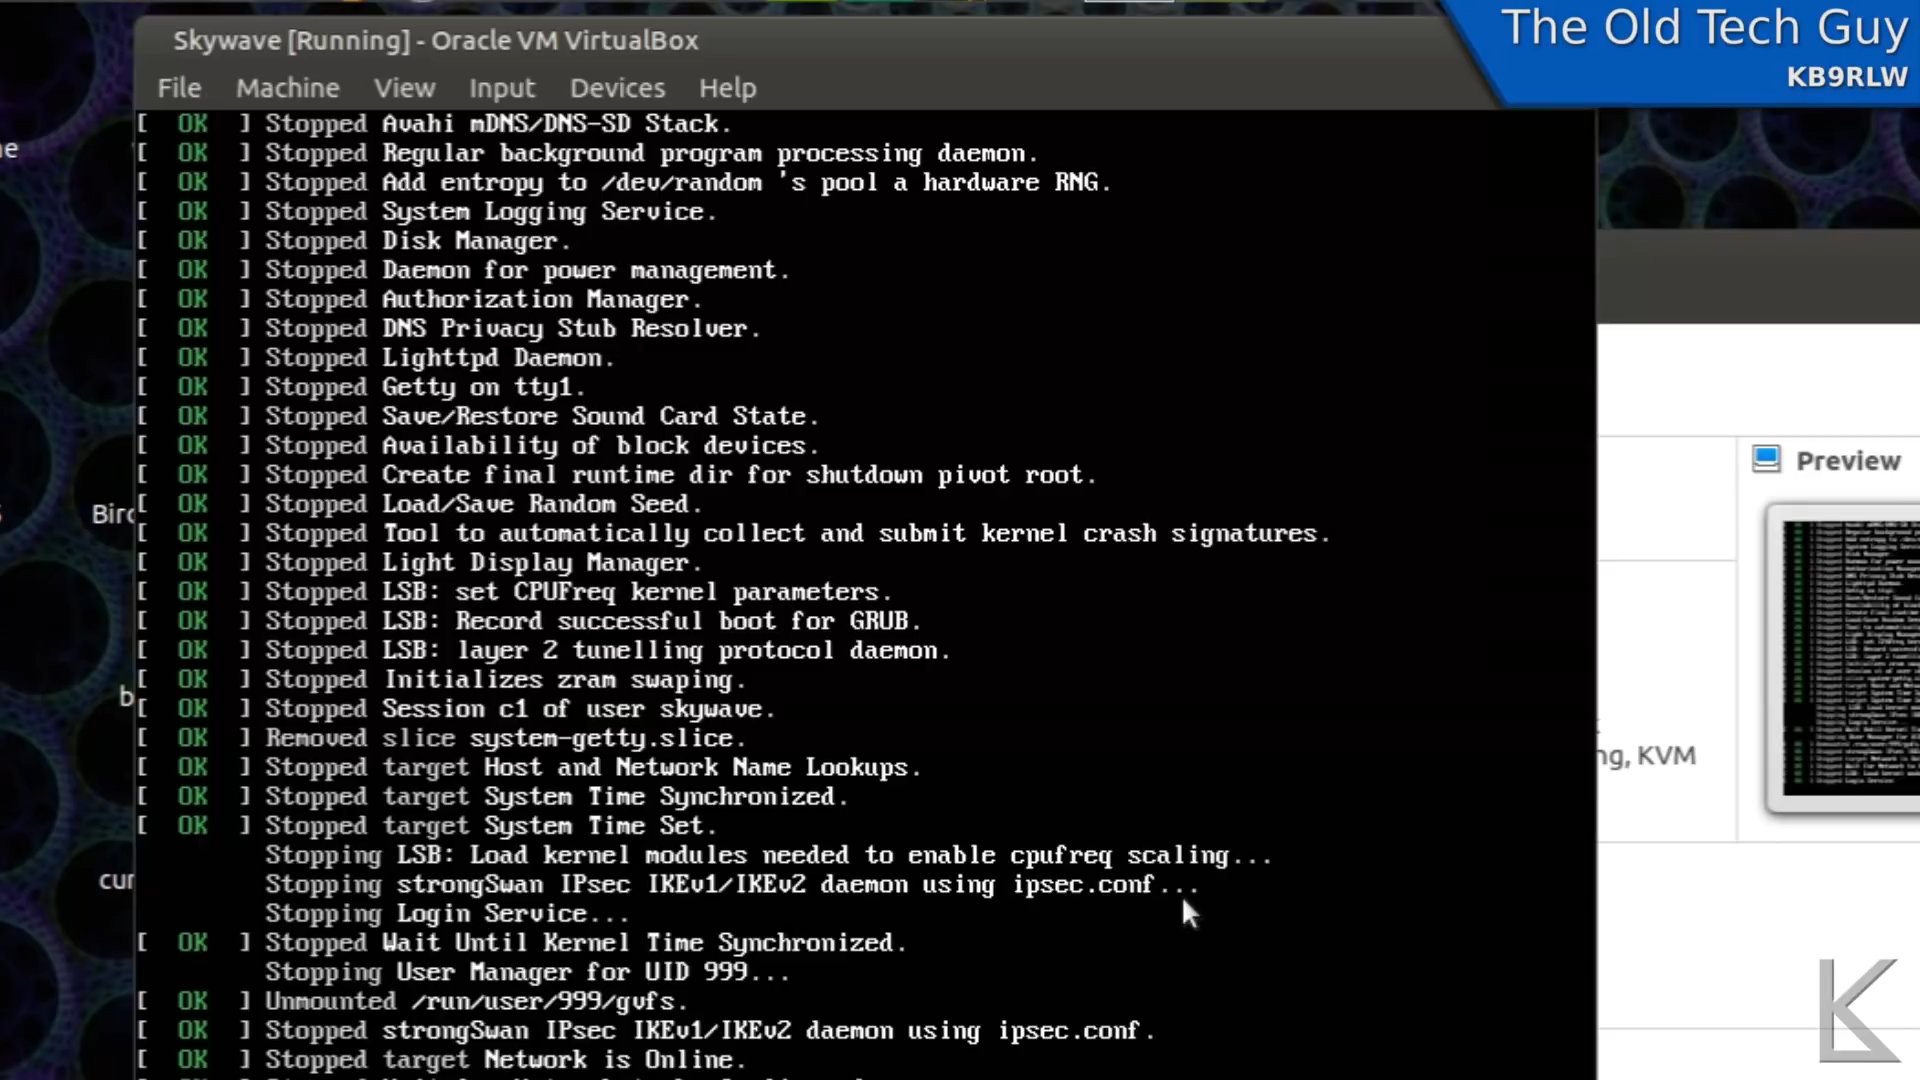 The Old Tech Guy
KB9RLW
Skywave [Running] - Oracle VM VirtualBox
File Machine View Input Devices Help
[ OK ] Stopped Avahi mDNS/DNS-SD Stack.
[ OK ] Stopped Regular background program processing daemon.
[ OK ] Stopped Add entropy to /dev/random 's pool a hardware RNG.
[ OK ] Stopped System Logging Service.
[ OK ] Stopped Disk Manager.
[ OK ] Stopped Daemon for power management.
[ OK ] Stopped Authorization Manager.
[ OK ] Stopped DNS Privacy Stub Resolver.
[ OK ] Stopped Lighttpd Daemon.
[ OK ] Stopped Getty on tty1.
[ OK ] Stopped Save/Restore Sound Card State.
[ OK ] Stopped Availability of block devices.
[ OK ] Stopped Create final runtime dir for shutdown pivot root.
[ OK ] Stopped Load/Save Random Seed.
[ OK ] Stopped Tool to automatically collect and submit kernel crash signatures.
[ OK ] Stopped Light Display Manager.
[ OK ] Stopped LSB: set CPUFreq kernel parameters.
[ OK ] Stopped LSB: Record successful boot for GRUB.
[ OK ] Stopped LSB: layer 2 tunelling protocol daemon.
[ OK ] Stopped Initializes zram swaping.
[ OK ] Stopped Session c1 of user skywave.
[ OK ] Removed slice system-getty.slice.
[ OK ] Stopped target Host and Network Name Lookups.
[ OK ] Stopped target System Time Synchronized.
[ OK ] Stopped target System Time Set.
Stopping LSB: Load kernel modules needed to enable cpufreq scaling...
Stopping strongSwan IPsec IKEv1/IKEv2 daemon using ipsec.conf...
Stopping Login Service...
[ OK ] Stopped Wait Until Kernel Time Synchronized.
Stopping User Manager for UID 999...
[ OK ] Unmounted /run/user/999/gvfs.
[ OK ] Stopped strongSwan IPsec IKEv1/IKEv2 daemon using ipsec.conf.
[ OK ] Stopped target Network is Online.
Preview
ng, KVM
K